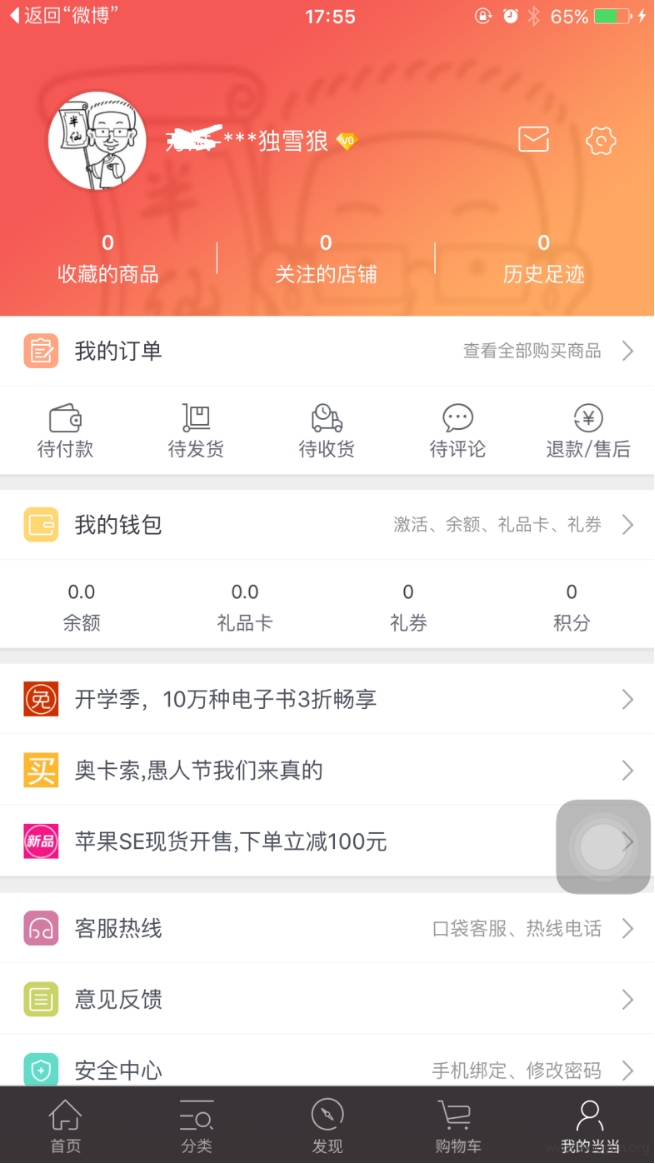 返回“微博”
17:55
65%
半仙
***独雪狼
V0
0
0
0
收藏的商品
关注的店铺
历史足迹
我的订单
查看全部购买商品
待付款
待发货
待收货
待评论
退款/售后
我的钱包
激活、余额、礼品卡、礼券
0.0
0.0
0
0
余额
礼品卡
礼券
积分
免
开学季，10万种电子书3折畅享
买
奥卡索,愚人节我们来真的
新品
苹果SE现货开售,下单立减100元
客服热线
口袋客服、热线电话
意见反馈
安全中心
手机绑定、修改密码
首页
分类
发现
购物车
我的当当